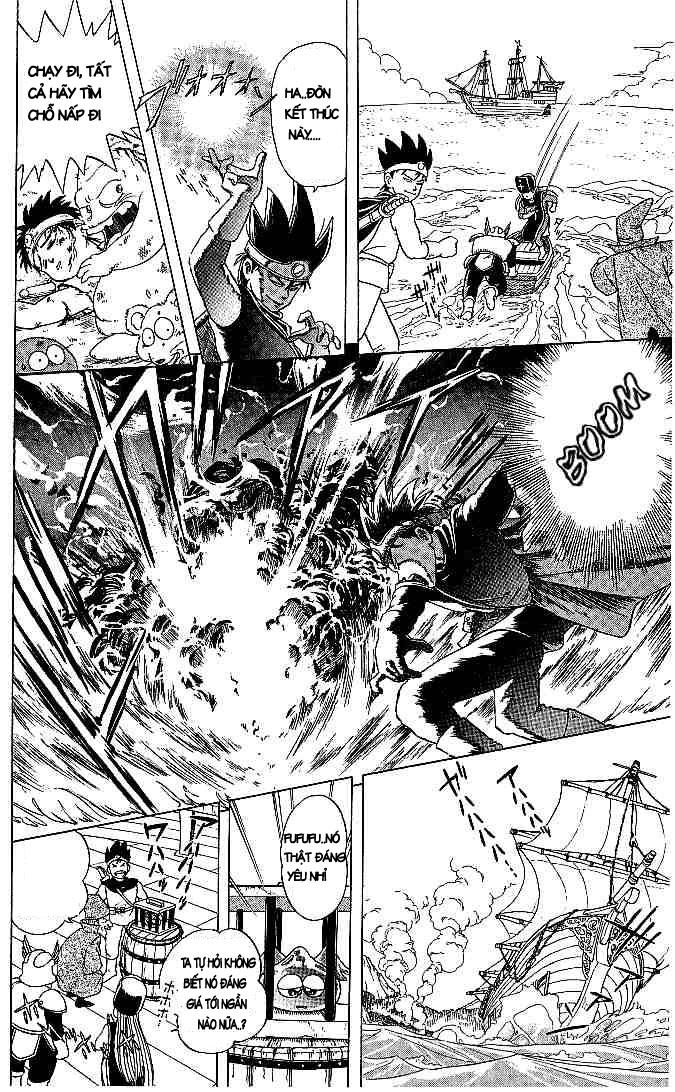 HA..ĐÒN
KẾT THÚC
NÀY....
CHẠY ĐI, TẤT
CẢ HÃY TÌM
CHỖ NẤP ĐI
BOOM
FUFUFU..NÓ
THẬT ĐÁNG
YÊU NHỈ
TA TỰ HỎI KHÔNG
BIẾT NÓ ĐÁNG
GIÁ TỚI NGẦN
NÀO NỮA..?